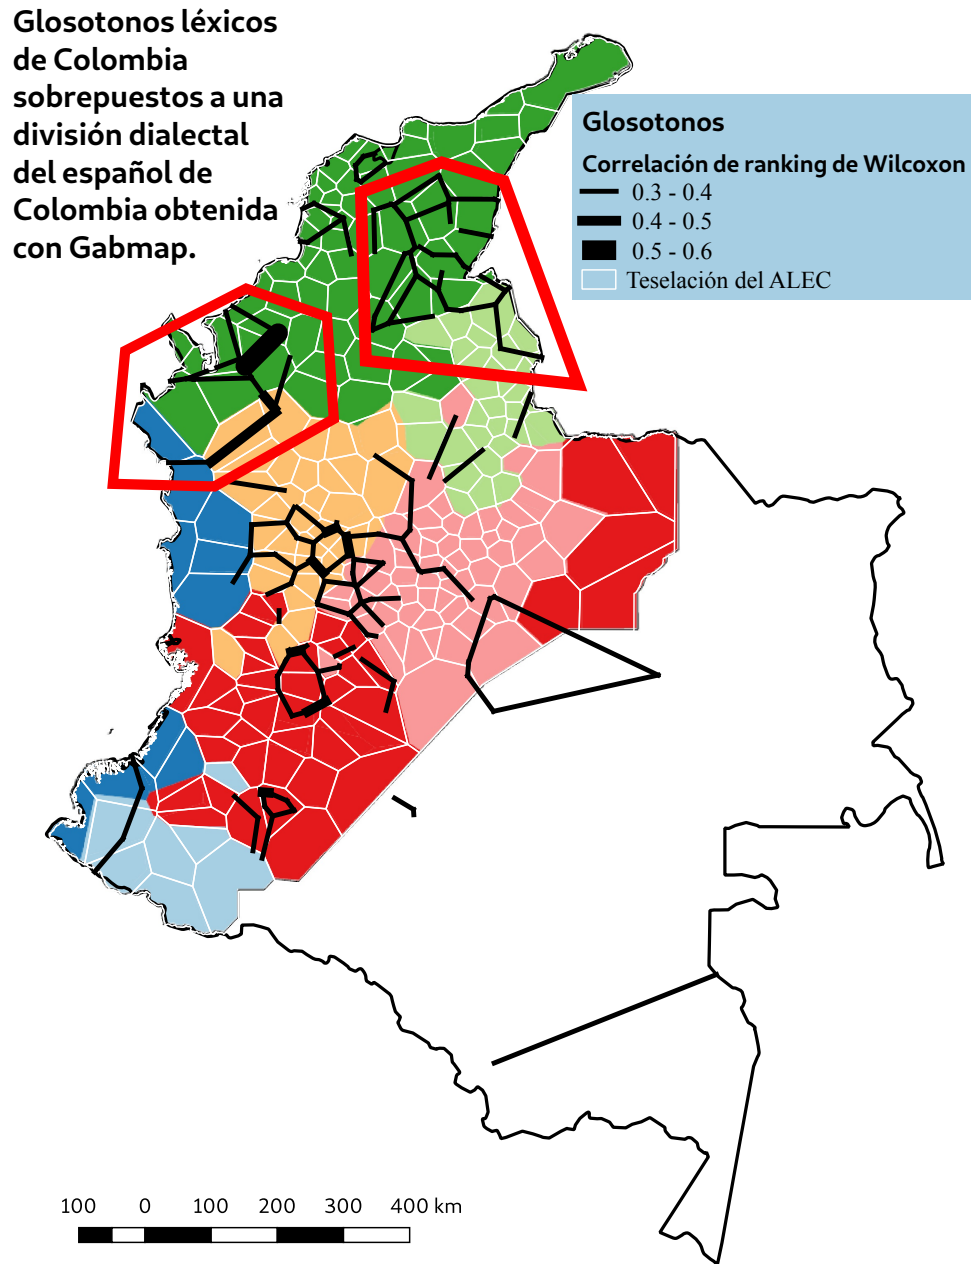 Glosotonos léxicos
de Colombia
sobrepuestos a una
división dialectal
del español de
Colombia obtenida
con Gabmap.
Glosotonos
Correlación de ranking de Wilcoxon
0.3 - 0.4
0.4 - 0.5
0.5 - 0.6
Teselación del ALEC
100 0 100 200 300 400 km